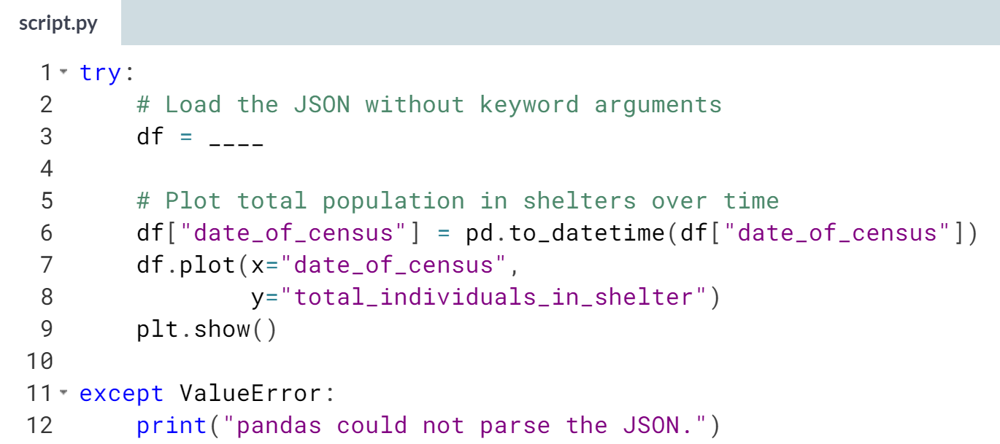 script.py
1 try:
2     # Load the JSON without keyword arguments
3     df = ____
4
5     # Plot total population in shelters over time
6     df["date_of_census"] = pd.to_datetime(df["date_of_census"])
7     df.plot(x="date_of_census",
8             y="total_individuals_in_shelter")
9     plt.show()
10
11 except ValueError:
12     print("pandas could not parse the JSON.")